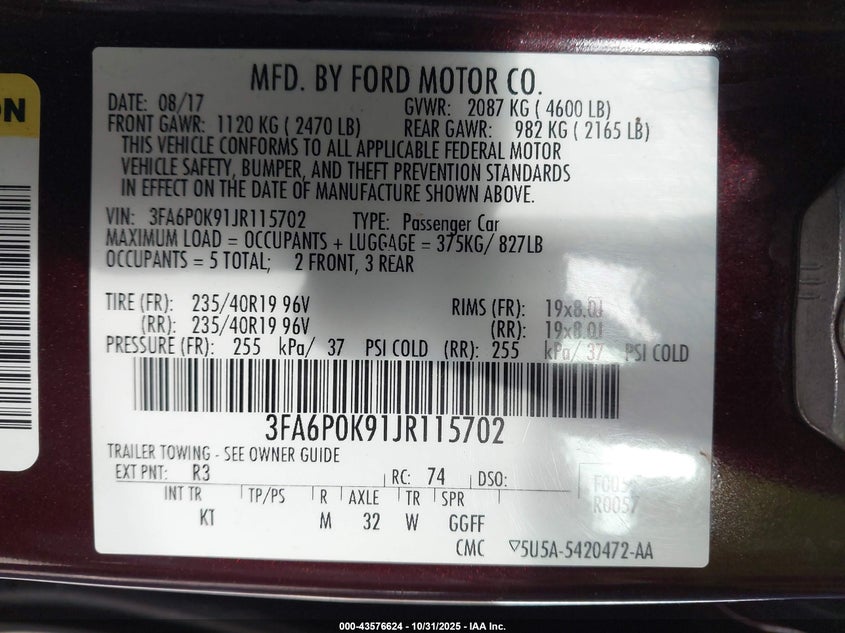 ON
MFD. BY FORD MOTOR CO.
DATE: 08/17 GVWR: 2087 KG ( 4600 LB)
FRONT GAWR: 1120 KG ( 2470 LB) REAR GAWR: 982 KG ( 2165 LB)
THIS VEHICLE CONFORMS TO ALL APPLICABLE FEDERAL MOTOR
VEHICLE SAFETY, BUMPER, AND THEFT PREVENTION STANDARDS
IN EFFECT ON THE DATE OF MANUFACTURE SHOWN ABOVE.
VIN: 3FA6P0K91JR115702 TYPE: Passenger Car
MAXIMUM LOAD = OCCUPANTS + LUGGAGE = 375KG/ 827LB
OCCUPANTS = 5 TOTAL; 2 FRONT, 3 REAR
TIRE (FR): 235/40R19 96V RIMS (FR): 19x8.0J
(RR): 235/40R19 96V (RR): 19x8.0J
PRESSURE (FR): 255 kPa/ 37 PSI COLD (RR): 255 kPa/ 37 PSI COLD
3FA6P0K91JR115702
TRAILER TOWING - SEE OWNER GUIDE
EXT PNT: R3 RC: 74 DSO:
INT TR TP/PS R AXLE TR SPR R0057
KT M 32 W GGFF
CMC ▽5U5A-5420472-AA
000-43576624 - 10/31/2025 - IAA Inc.